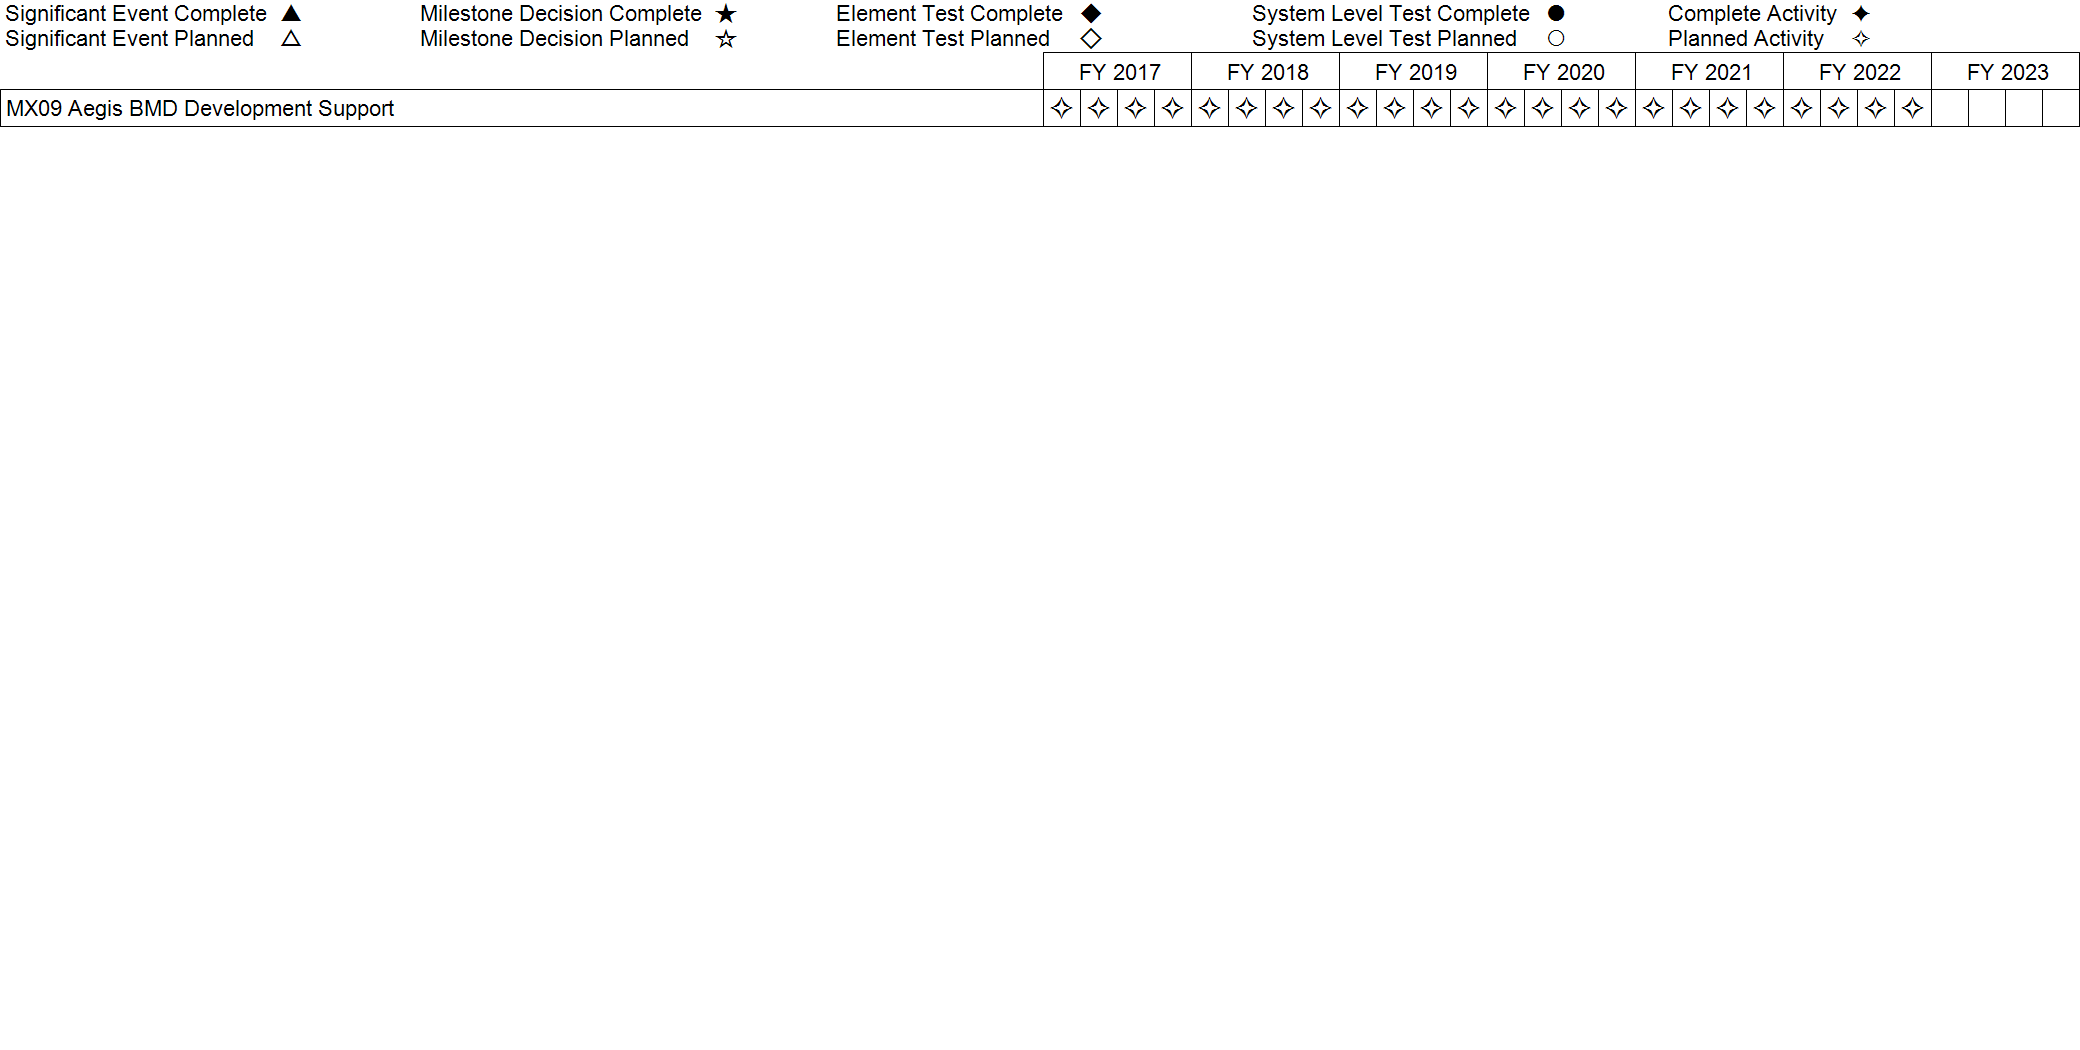 Significant Event Complete ▲ Milestone Decision Complete ★ Element Test Complete ◆ System Level Test Complete ● Complete Activity ✦
Significant Event Planned △ Milestone Decision Planned ☆ Element Test Planned ◇ System Level Test Planned ○ Planned Activity ✧
FY 2017 FY 2018 FY 2019 FY 2020 FY 2021 FY 2022 FY 2023
MX09 Aegis BMD Development Support ✧ ✧ ✧ ✧ ✧ ✧ ✧ ✧ ✧ ✧ ✧ ✧ ✧ ✧ ✧ ✧ ✧ ✧ ✧ ✧ ✧ ✧ ✧ ✧